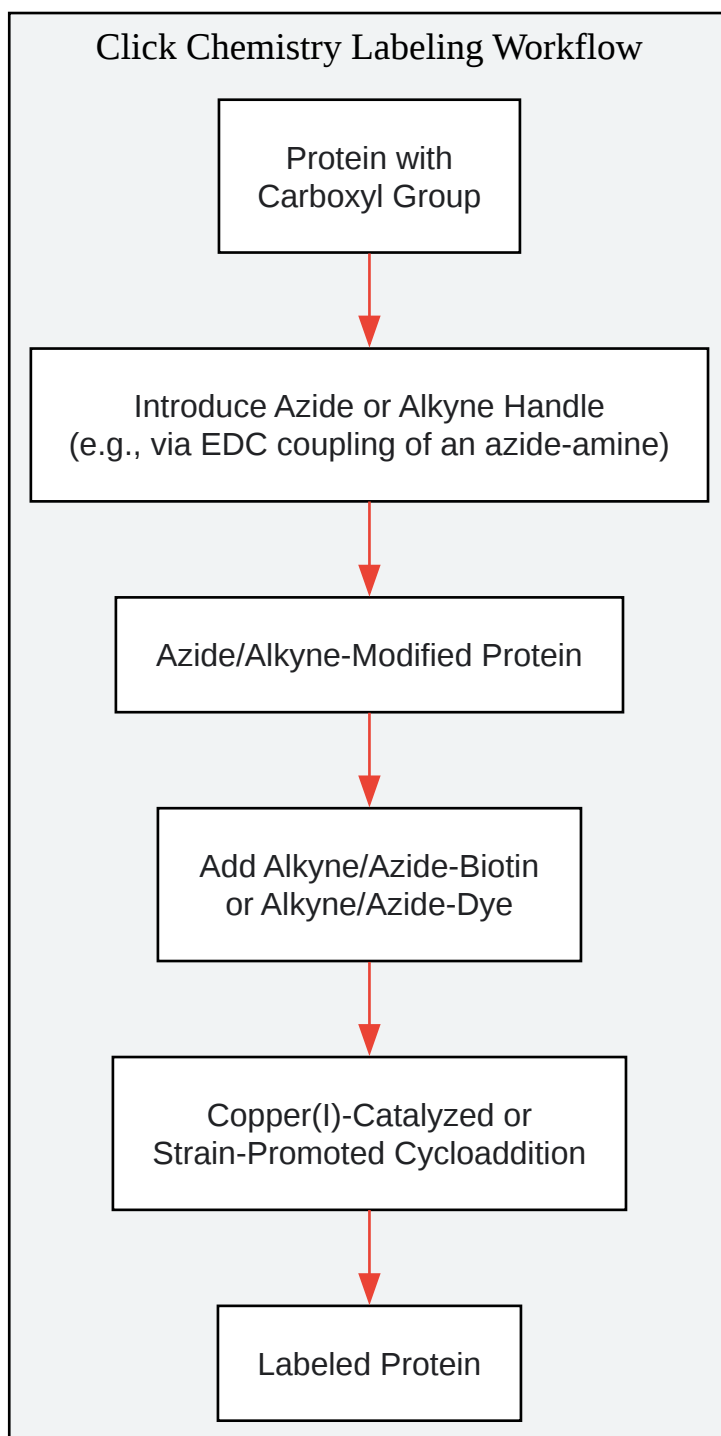 Click Chemistry Labeling Workflow
Protein with
Carboxyl Group
Introduce Azide or Alkyne Handle
(e.g., via EDC coupling of an azide-amine)
Azide/Alkyne-Modified Protein
Add Alkyne/Azide-Biotin
or Alkyne/Azide-Dye
Copper(I)-Catalyzed or
Strain-Promoted Cycloaddition
Labeled Protein